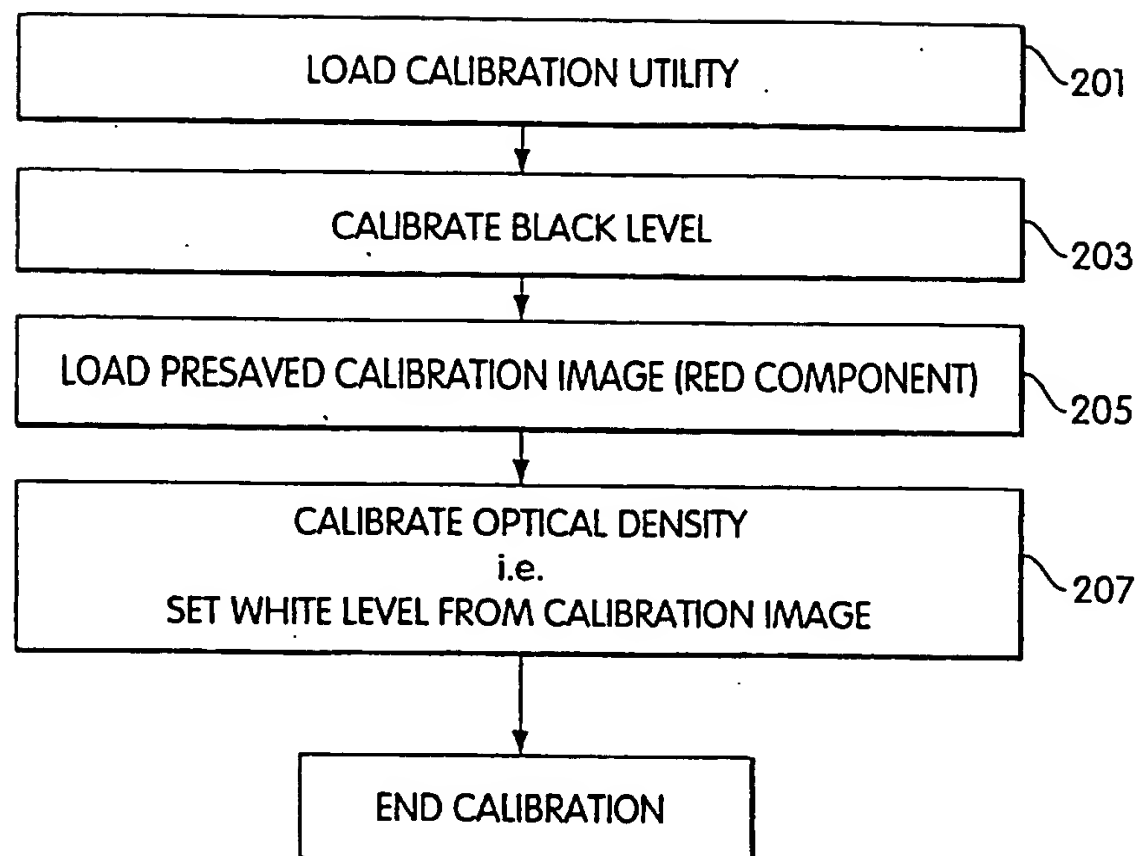 LOAD CALIBRATION UTILITY
201
CALIBRATE BLACK LEVEL
203
LOAD PRESAVED CALIBRATION IMAGE (RED COMPONENT)
205
CALIBRATE OPTICAL DENSITY
i.e.
SET WHITE LEVEL FROM CALIBRATION IMAGE
207
END CALIBRATION